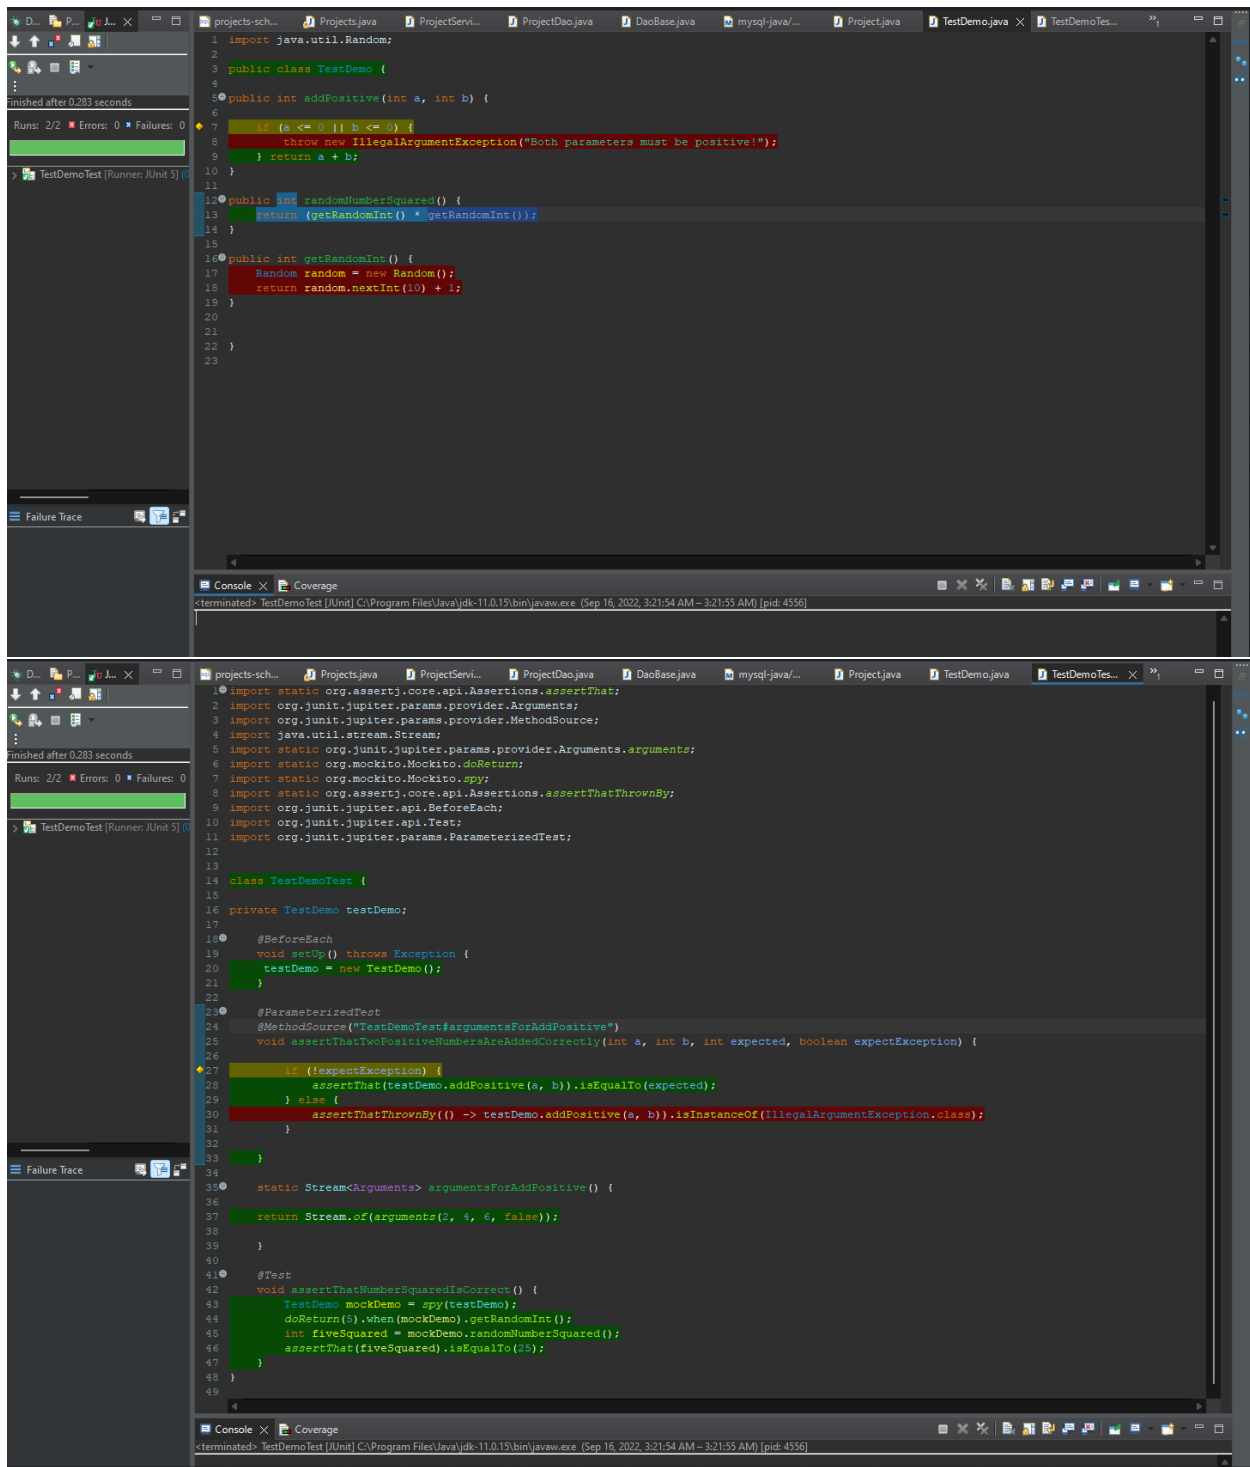 D... P... J...
projects-sch... Projects.java ProjectServi... ProjectDao.java DaoBase.java mysql-java/... Project.java TestDemo.java TestDemoTes... 1
Finished after 0.283 seconds
Runs: 2/2 Errors: 0 Failures: 0
TestDemoTest [Runner: JUnit 5] (0
Failure Trace
1 import java.util.Random;
2
3 public class TestDemo {
4
5 public int addPositive(int a, int b) {
6
7 if (a <= 0 || b <= 0) {
8 throw new IllegalArgumentException("Both parameters must be positive!");
9 } return a + b;
10 }
11
12 public int randomNumberSquared() {
13 return (getRandomInt() * getRandomInt());
14 }
15
16 public int getRandomInt() {
17 Random random = new Random();
18 return random.nextInt(10) + 1;
19 }
20
21
22 }
23
Console Coverage
<terminated> TestDemoTest [JUnit] C:\Program Files\Java\jdk-11.0.15\bin\javaw.exe (Sep 16, 2022, 3:21:54 AM – 3:21:55 AM) [pid: 4556]
D... P... J...
projects-sch... Projects.java ProjectServi... ProjectDao.java DaoBase.java mysql-java/... Project.java TestDemo.java TestDemoTes... 1
Finished after 0.283 seconds
Runs: 2/2 Errors: 0 Failures: 0
TestDemoTest [Runner: JUnit 5] (0
Failure Trace
1 import static org.assertj.core.api.Assertions.assertThat;
2 import org.junit.jupiter.params.provider.Arguments;
3 import org.junit.jupiter.params.provider.MethodSource;
4 import java.util.stream.Stream;
5 import static org.junit.jupiter.params.provider.Arguments.arguments;
6 import static org.mockito.Mockito.doReturn;
7 import static org.mockito.Mockito.spy;
8 import static org.assertj.core.api.Assertions.assertThatThrownBy;
9 import org.junit.jupiter.api.BeforeEach;
10 import org.junit.jupiter.api.Test;
11 import org.junit.jupiter.params.ParameterizedTest;
12
13
14 class TestDemoTest {
15
16 private TestDemo testDemo;
17
18 @BeforeEach
19 void setUp() throws Exception {
20 testDemo = new TestDemo();
21 }
22
23 @ParameterizedTest
24 @MethodSource("TestDemoTest#argumentsForAddPositive")
25 void assertThatTwoPositiveNumbersAreAddedCorrectly(int a, int b, int expected, boolean expectException) {
26
27 if (!expectException) {
28 assertThat(testDemo.addPositive(a, b)).isEqualTo(expected);
29 } else {
30 assertThatThrownBy(() -> testDemo.addPositive(a, b)).isInstanceOf(IllegalArgumentException.class);
31 }
32
33 }
34
35 static Stream<Arguments> argumentsForAddPositive() {
36
37 return Stream.of(arguments(2, 4, 6, false));
38
39 }
40
41 @Test
42 void assertThatNumberSquaredIsCorrect() {
43 TestDemo mockDemo = spy(testDemo);
44 doReturn(5).when(mockDemo).getRandomInt();
45 int fiveSquared = mockDemo.randomNumberSquared();
46 assertThat(fiveSquared).isEqualTo(25);
47 }
48 }
49
Console Coverage
<terminated> TestDemoTest [JUnit] C:\Program Files\Java\jdk-11.0.15\bin\javaw.exe (Sep 16, 2022, 3:21:54 AM – 3:21:55 AM) [pid: 4556]